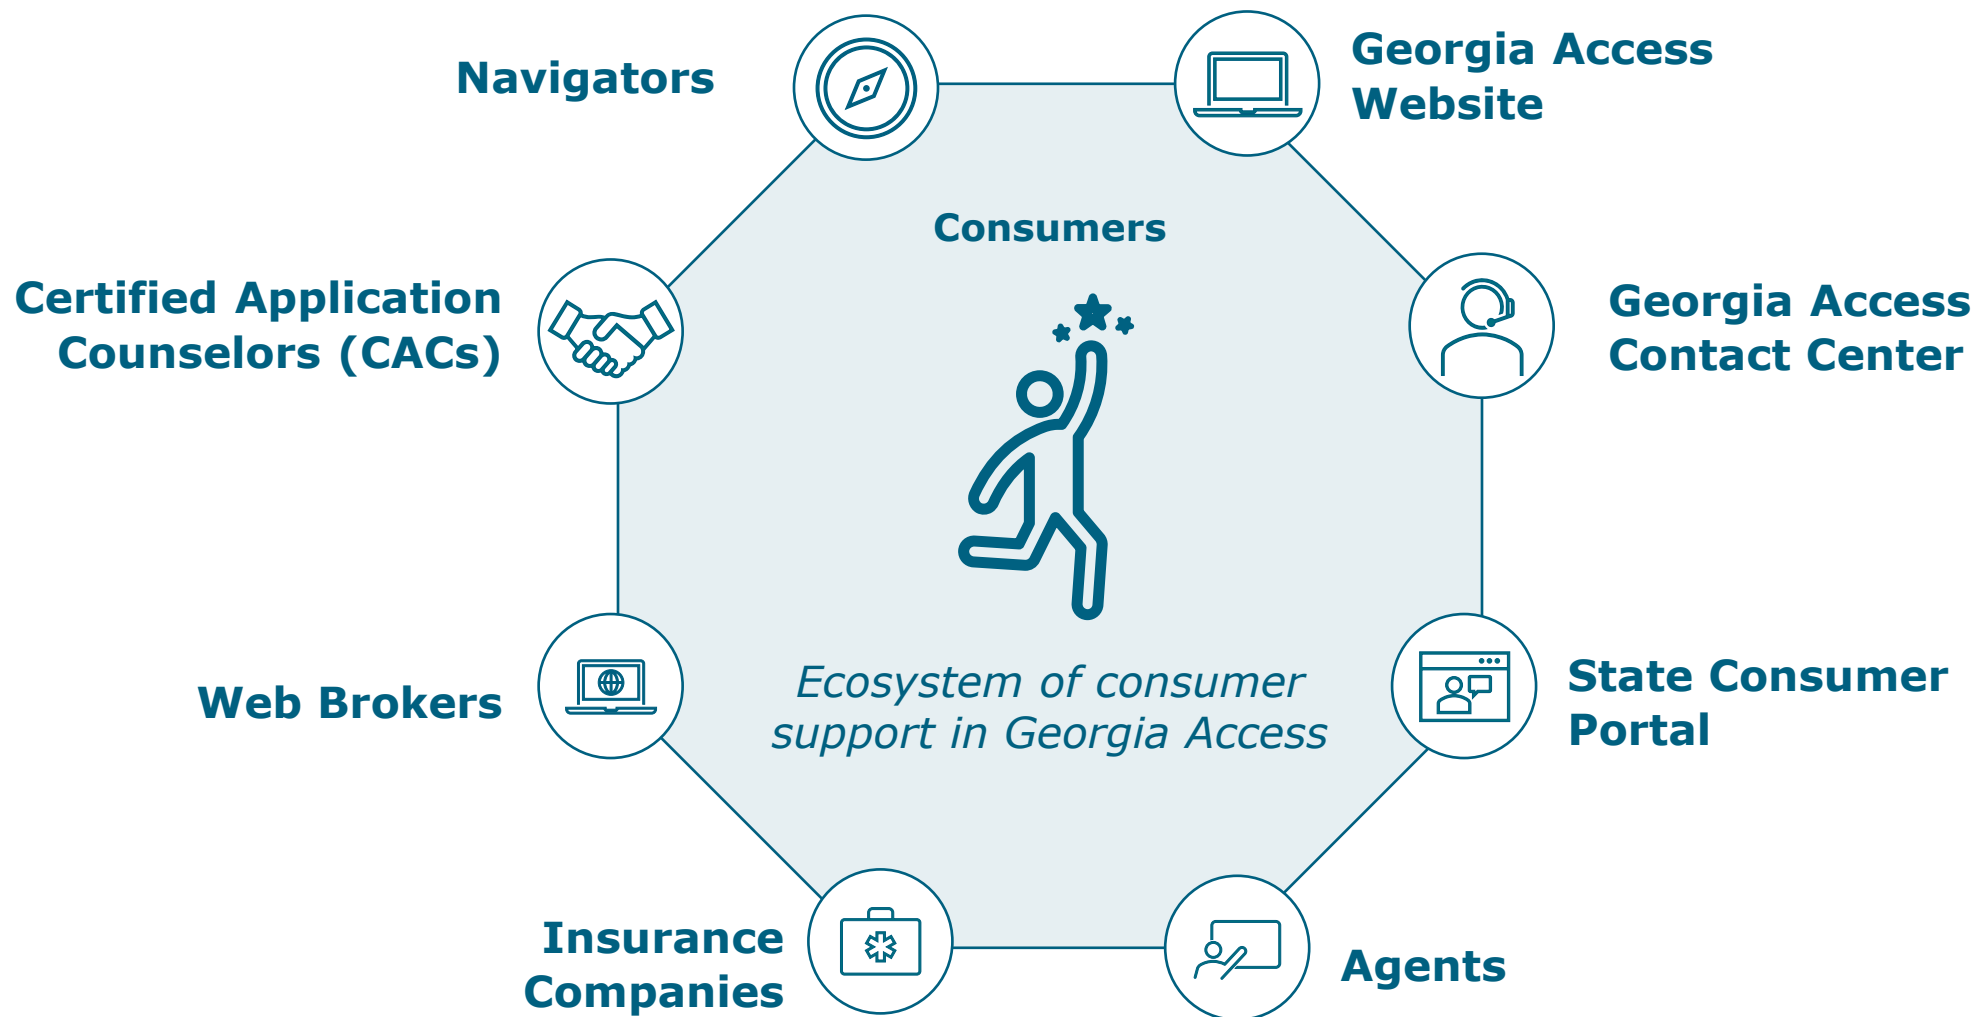 Navigators
Georgia Access
Website
Consumers
Certified Application
Counselors (CACs)
Georgia Access
Contact Center
Web Brokers
Ecosystem of consumer
support in Georgia Access
State Consumer
Portal
Insurance
Companies
Agents